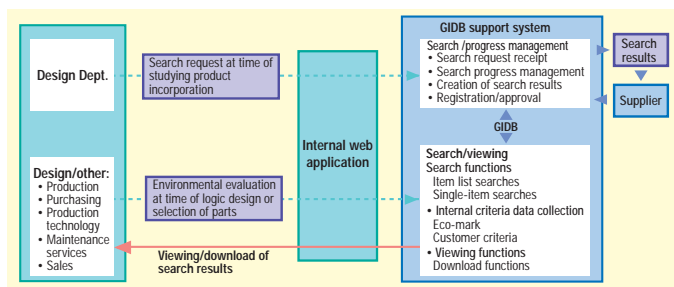 Design Dept.
Design/other:
• Production
• Purchasing
• Production
technology
• Maintenance
services
• Sales
Search request at time of
studying product
incorporation
Environmental evaluation
at time of logic design or
selection of parts
Viewing/download of
search results
Internal web
application
GIDB support system
Search /progress management
• Search request receipt
• Search progress management
• Creation of search results
• Registration/approval
GIDB
Search/viewing
Search functions
Item list searches
Single-item searches
• Internal criteria data collection
Eco-mark
Customer criteria
• Viewing functions
Download functions
Search
results
Supplier